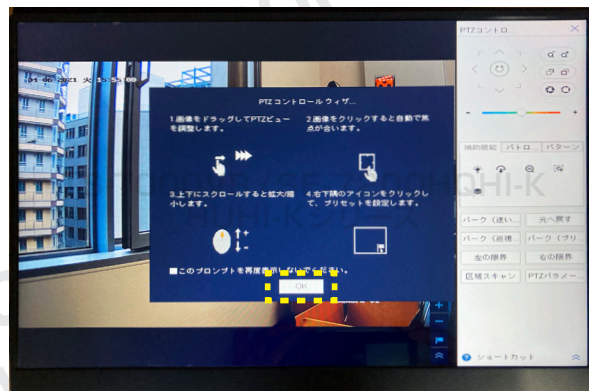 PTZコントロ...
04-06-2021 火 15:55:00
PTZコントロールウィザ...
1.画像をドラッグしてPTZビュー
を調整します。
2.画像をクリックすると自動で焦
点が合います。
3.上下にスクロールすると拡大/縮
小します。
4.右下隅のアイコンをクリックし
て、プリセットを設定します。
このプロンプトを再度表示しないでください。
OK
- +
補助機能 パトロ... パターン
パーク（速い... 元へ戻す
パーク（巡視... パーク（プリ...
左の限界 右の限界
区域スキャン PTZパラメー...
ショートカット